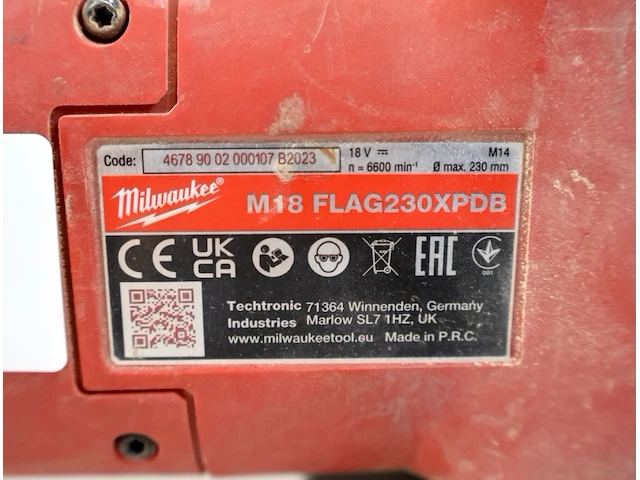 Code: 4678 90 02 000107 B2023 18 V ⎓ M14
n = 6600 min⁻¹ Ø max. 230 mm
Milwaukee®
M18 FLAG230XPDB
CE UK CA EAC 001
Techtronic 71364 Winnenden, Germany
Industries Marlow SL7 1HZ, UK
www.milwaukeetool.eu Made in P.R.C.